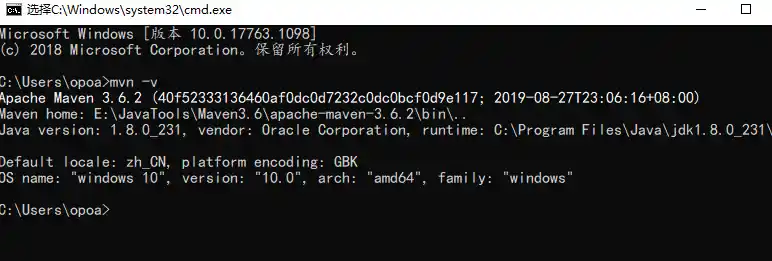 选择C:\Windows\system32\cmd.exe
Microsoft Windows [版本 10.0.17763.1098]
(c) 2018 Microsoft Corporation。保留所有权利。
C:\Users\opoa>mvn -v
Apache Maven 3.6.2 (40f52333136460af0dc0d7232c0dc0bcf0d9e117; 2019-08-27T23:06:16+08:00)
Maven home: E:\JavaTools\Maven3.6\apache-maven-3.6.2\bin\..
Java version: 1.8.0_231, vendor: Oracle Corporation, runtime: C:\Program Files\Java\jdk1.8.0_231\
Default locale: zh_CN, platform encoding: GBK
OS name: "windows 10", version: "10.0", arch: "amd64", family: "windows"
C:\Users\opoa>